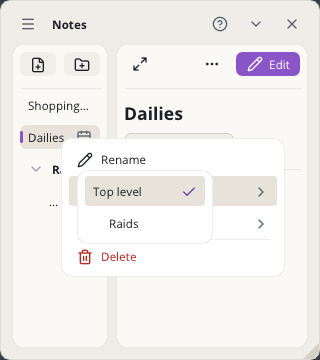 Notes
Edit
Shopping...
Dailies
Dailies
Rename
Top level
Raids
...
Delete